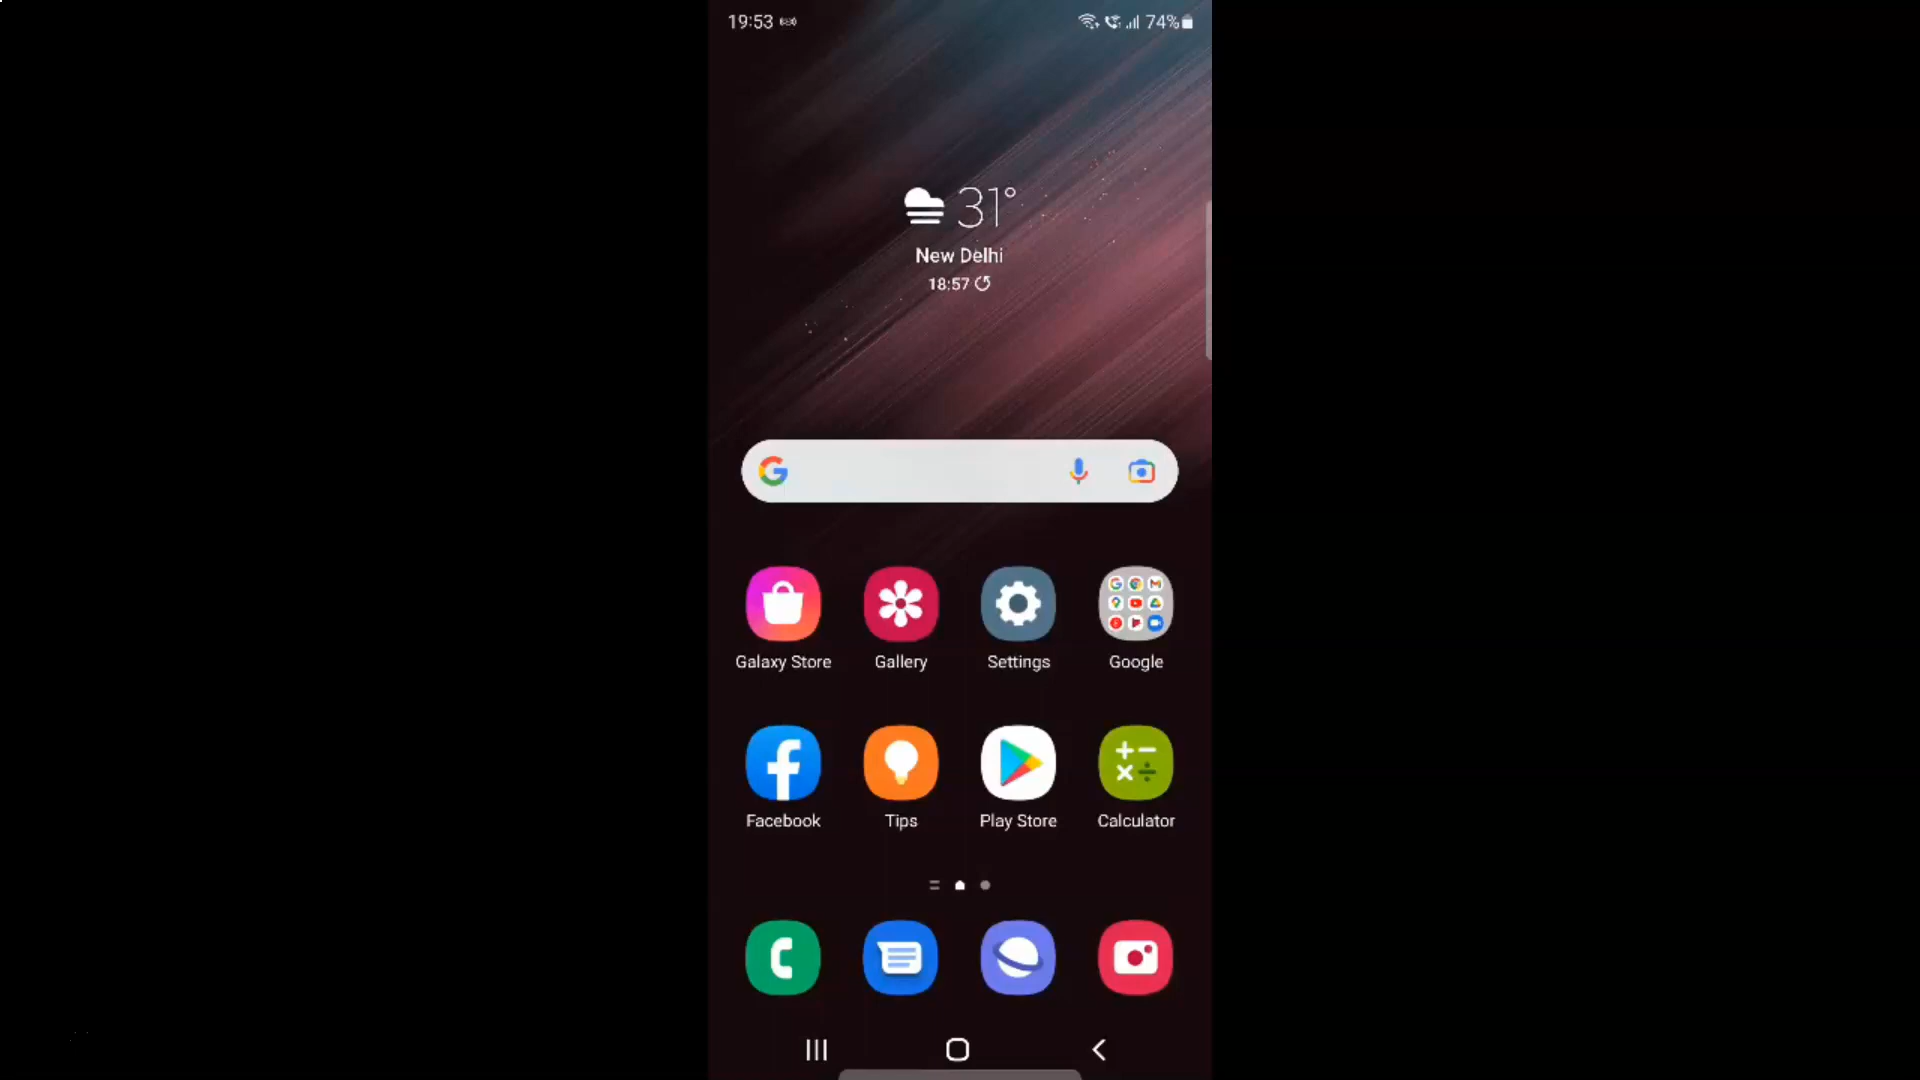 19:53 74%
31°
New Delhi
18:57
Galaxy Store Gallery Settings Google
Facebook Tips Play Store Calculator